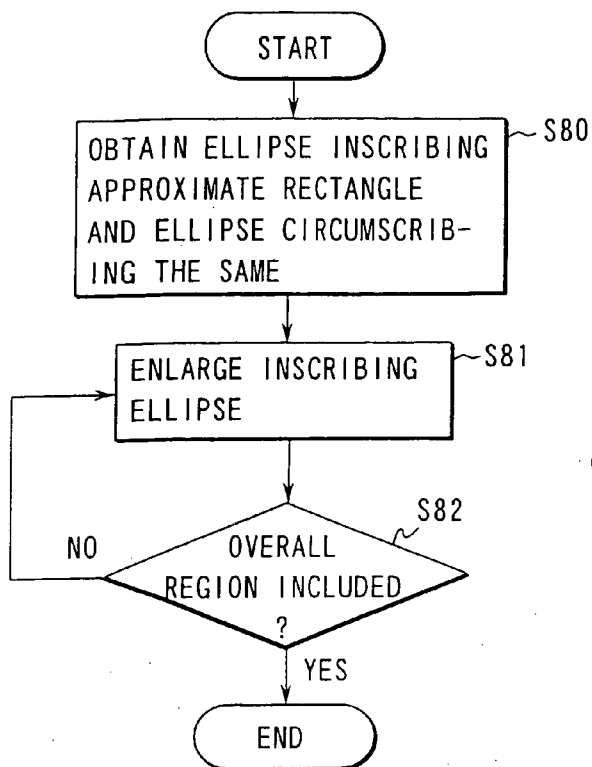 START
OBTAIN ELLIPSE INSCRIBING
APPROXIMATE RECTANGLE
AND ELLIPSE CIRCUMSCRIB-
ING THE SAME
S80
ENLARGE INSCRIBING
ELLIPSE
S81
OVERALL
REGION INCLUDED
?
S82
NO
YES
END